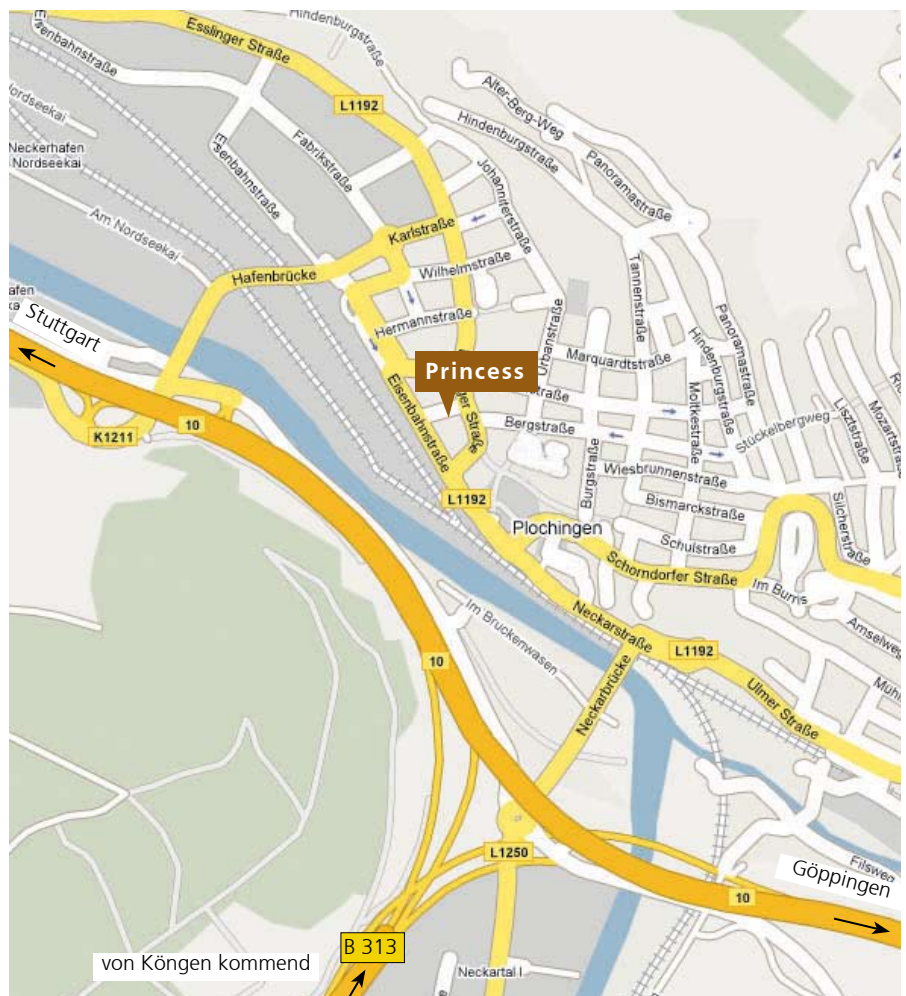 Hindenburgstraße
Esslinger Straße
Eisenbahnstraße
L1192
Alter-Berg-Weg
Hindenburgstraße
Neckerhafen
Nordseekai
Fabrikstraße
Eisenbahnstraße
Johanniterstraße
Panoramastraße
Am Nordseekai
Karlstraße
Hafenbrücke
Wilhelmstraße
Tannenstraße
Panoramastraße
Stuttgart
Hermannstraße
Urbanstraße
Marquardtstraße
Hindenburgstraße
Princess
Eisenbahnstraße
Moltkestraße
Stückelbergweg
Lisztstraße
Mozartstraße
K1211
10
Bergstraße
Burgstraße
Wiesbrunnenstraße
L1192
Bismarckstraße
Silcherstraße
Plochingen
Schulstraße
Schorndorfer Straße
Im Burris
Im Bruckenwasen
Neckarstraße
Amselweg
10
L1192
Neckarbrücke
Ulmer Straße
L1250
Filsweg
Göppingen
10
B 313
von Köngen kommend
Neckartal I